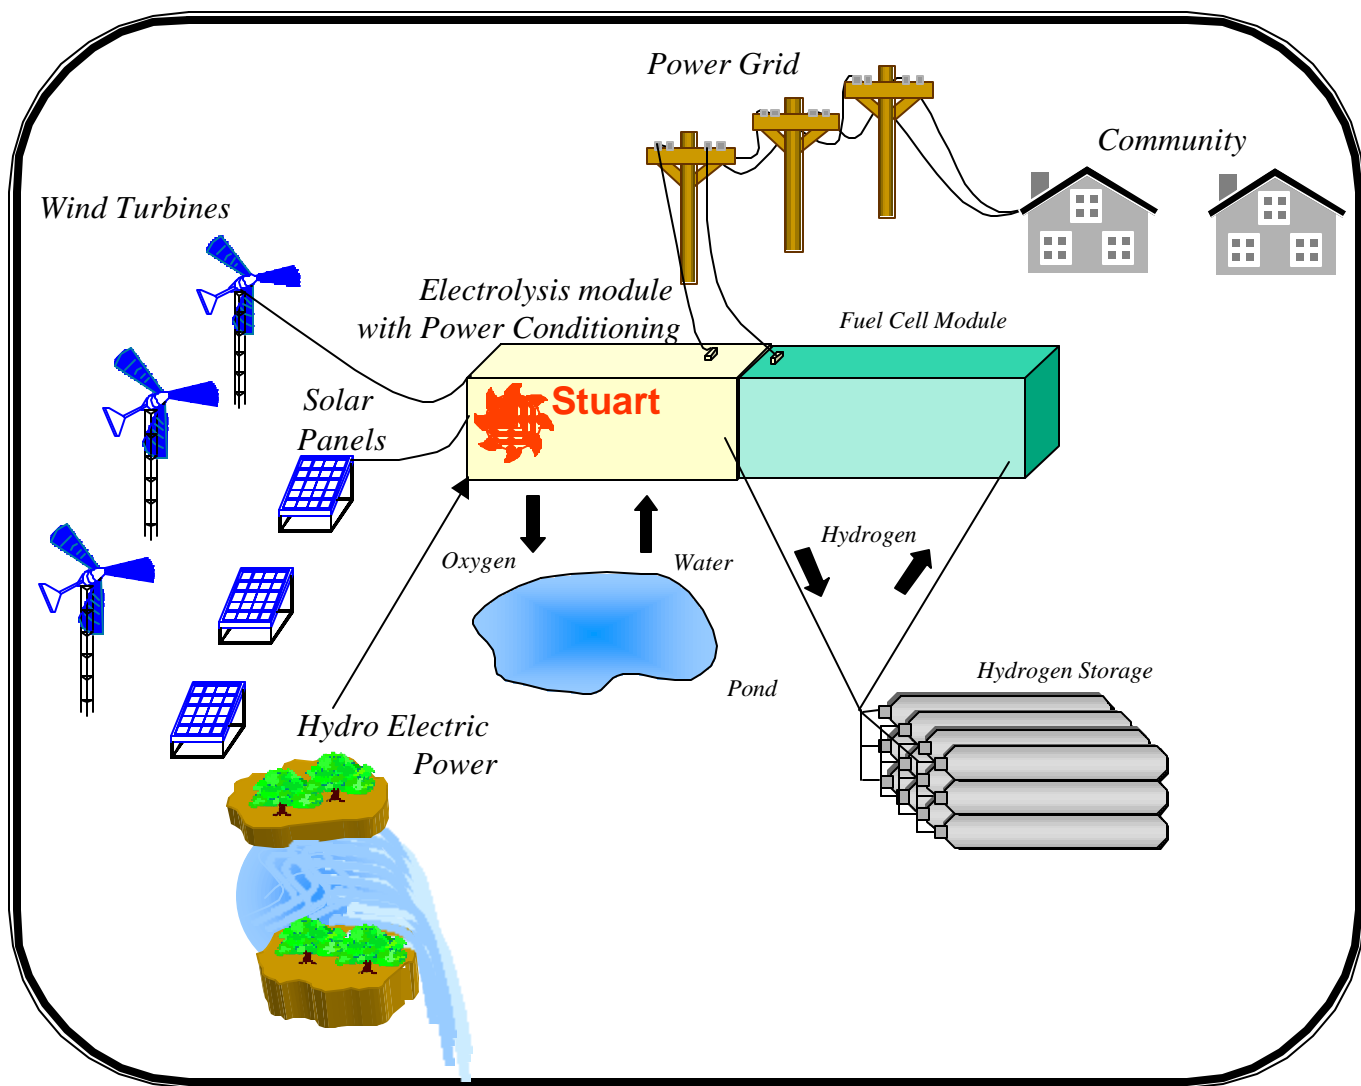 Power Grid
Community
Wind Turbines
Electrolysis module
with Power Conditioning
Fuel Cell Module
Solar
Panels
Stuart
Oxygen
Water
Hydrogen
Pond
Hydrogen Storage
Hydro Electric
Power